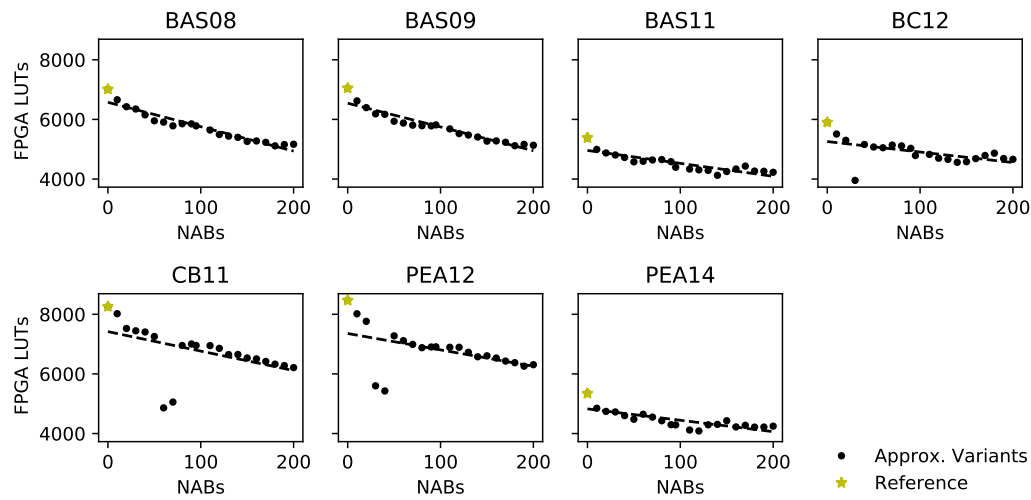 BAS08 BAS09 BAS11 BC12
8000
6000
4000
FPGA LUTs
0 100 200 0 100 200 0 100 200 0 100 200
NABs NABs NABs NABs
CB11 PEA12 PEA14
8000
6000
4000
FPGA LUTs
0 100 200 0 100 200 0 100 200
NABs NABs NABs
Approx. Variants
Reference